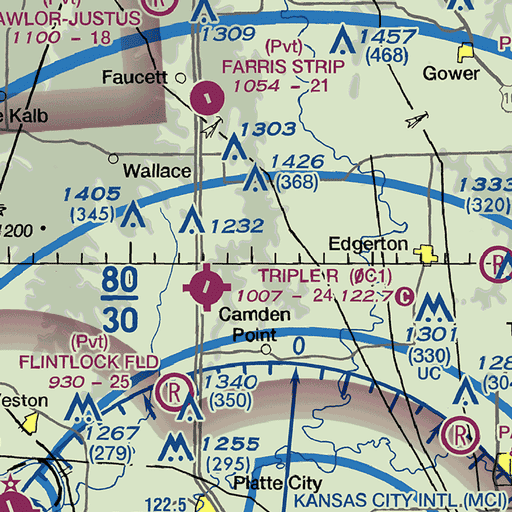 (Pvt)
AWLOR-JUSTUS
1100 - 18
1309
(Pvt)
FARRIS STRIP
1054 - 21
1457
(468)
Gower
Faucett
e Kalb
1303
Wallace
1426
(368)
1405
(345)
1232
1333
(320)
1200
Edgerton
R
80
30
TRIPLE R (ØC1)
1007 - 24 122.7 C
Camden
Point
0
1301
(330)
UC
(Pvt)
FLINTLOCK FLD
930 - 25
R
1340
(350)
1267
(279)
1255
(295)
R
Platte City
122.5
KANSAS CITY INTL (MCI)